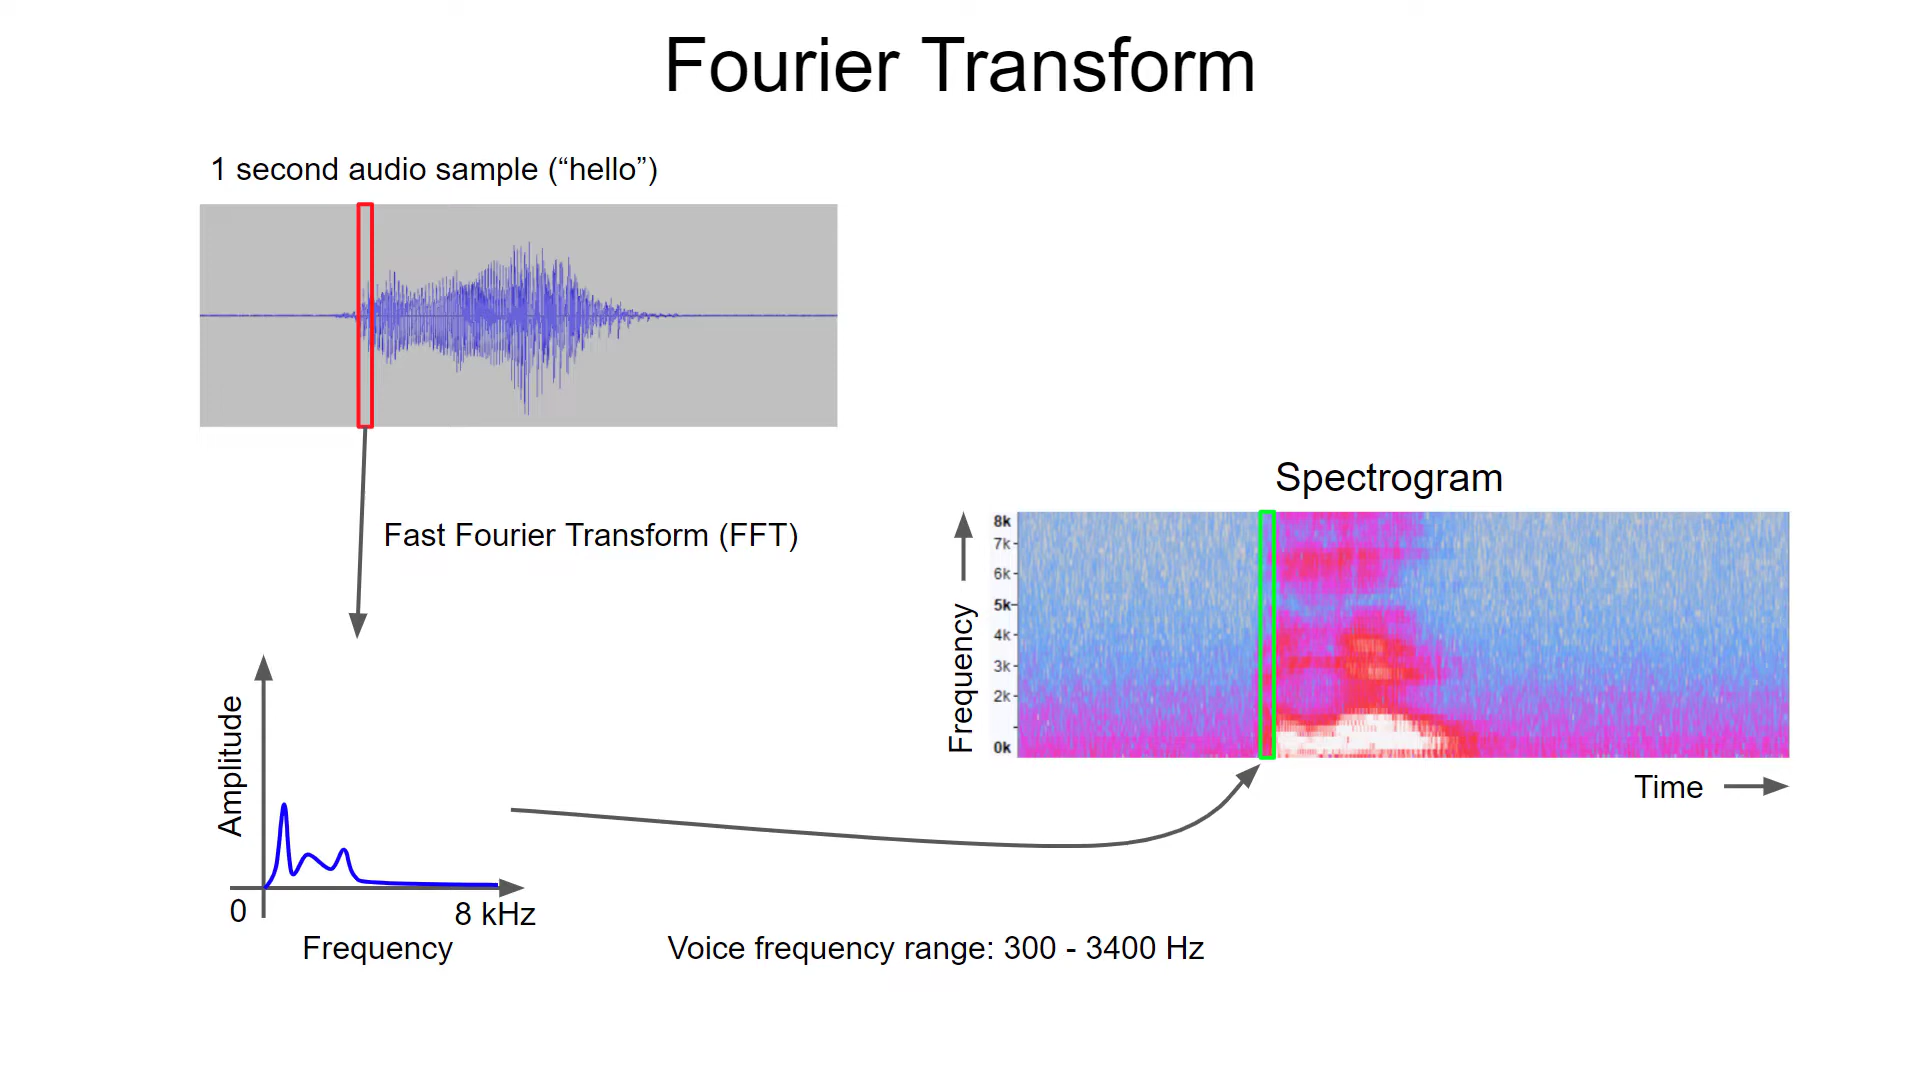 Fourier Transform
1 second audio sample (“hello”)
Fast Fourier Transform (FFT)
Spectrogram
8k
7k
6k
5k
4k
3k
2k
0k
Frequency
Time
Amplitude
0
8 kHz
Frequency
Voice frequency range: 300 - 3400 Hz